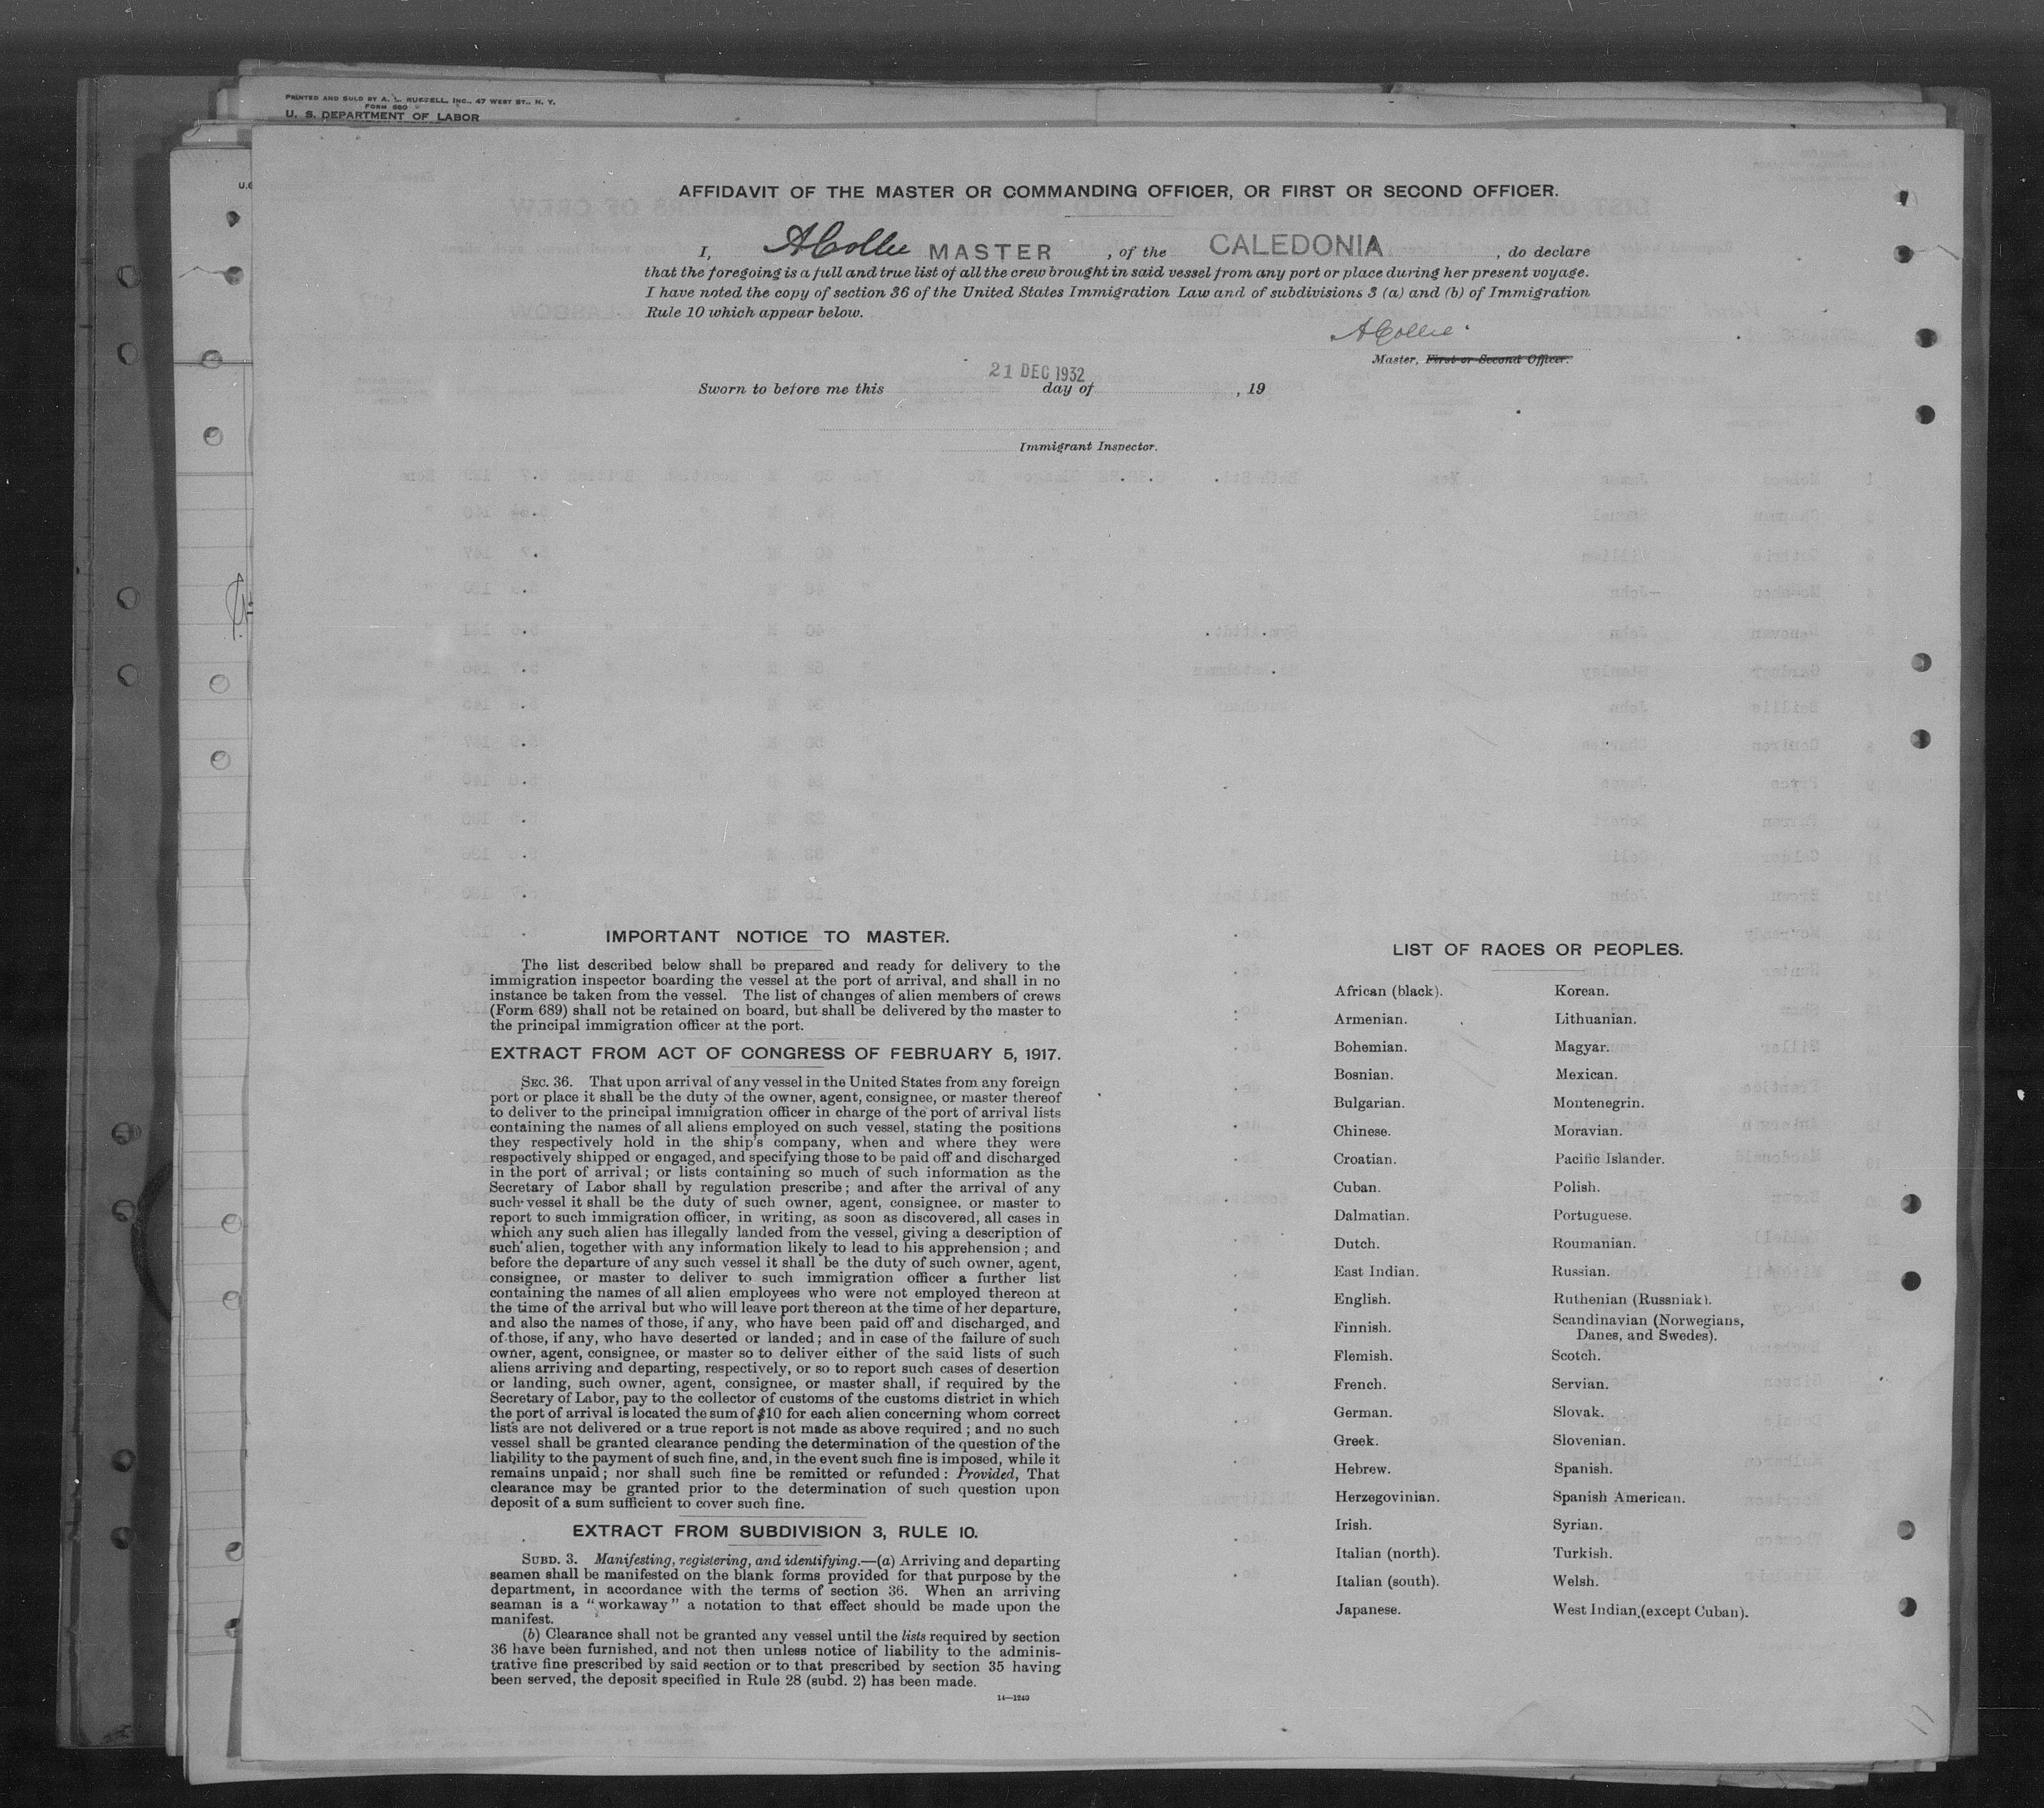 PRINTED AND SOLD BY A. L. RUSSELL, INC., 47 WEST ST., N. Y.
FORM 680
U. S. DEPARTMENT OF LABOR
AFFIDAVIT OF THE MASTER OR COMMANDING OFFICER, OR FIRST OR SECOND OFFICER.
I, A Collie MASTER, of the CALEDONIA, do declare
that the foregoing is a full and true list of all the crew brought in said vessel from any port or place during her present voyage.
I have noted the copy of section 36 of the United States Immigration Law and of subdivisions 3 (a) and (b) of Immigration
Rule 10 which appear below.
A Collie
Master, First or Second Officer.
21 DEC 1932
Sworn to before me this day of , 19
Immigrant Inspector.
IMPORTANT NOTICE TO MASTER.
The list described below shall be prepared and ready for delivery to the
immigration inspector boarding the vessel at the port of arrival, and shall in no
instance be taken from the vessel. The list of changes of alien members of crews
(Form 689) shall not be retained on board, but shall be delivered by the master to
the principal immigration officer at the port.
EXTRACT FROM ACT OF CONGRESS OF FEBRUARY 5, 1917.
SEC. 36. That upon arrival of any vessel in the United States from any foreign
port or place it shall be the duty of the owner, agent, consignee, or master thereof
to deliver to the principal immigration officer in charge of the port of arrival lists
containing the names of all aliens employed on such vessel, stating the positions
they respectively hold in the ship's company, when and where they were
respectively shipped or engaged, and specifying those to be paid off and discharged
in the port of arrival; or lists containing so much of such information as the
Secretary of Labor shall by regulation prescribe; and after the arrival of any
such vessel it shall be the duty of such owner, agent, consignee, or master to
report to such immigration officer, in writing, as soon as discovered, all cases in
which any such alien has illegally landed from the vessel, giving a description of
such alien, together with any information likely to lead to his apprehension; and
before the departure of any such vessel it shall be the duty of such owner, agent,
consignee, or master to deliver to such immigration officer a further list
containing the names of all alien employees who were not employed thereon at
the time of the arrival but who will leave port thereon at the time of her departure,
and also the names of those, if any, who have been paid off and discharged, and
of those, if any, who have deserted or landed; and in case of the failure of such
owner, agent, consignee, or master so to deliver either of the said lists of such
aliens arriving and departing, respectively, or so to report such cases of desertion
or landing, such owner, agent, consignee, or master shall, if required by the
Secretary of Labor, pay to the collector of customs of the customs district in which
the port of arrival is located the sum of $10 for each alien concerning whom correct
lists are not delivered or a true report is not made as above required; and no such
vessel shall be granted clearance pending the determination of the question of the
liability to the payment of such fine, and, in the event such fine is imposed, while it
remains unpaid; nor shall such fine be remitted or refunded: Provided, That
clearance may be granted prior to the determination of such question upon
deposit of a sum sufficient to cover such fine.
EXTRACT FROM SUBDIVISION 3, RULE 10.
SUBD. 3. Manifesting, registering, and identifying.—(a) Arriving and departing
seamen shall be manifested on the blank forms provided for that purpose by the
department, in accordance with the terms of section 36. When an arriving
seaman is a "workaway" a notation to that effect should be made upon the
manifest.
(b) Clearance shall not be granted any vessel until the lists required by section
36 have been furnished, and not then unless notice of liability to the adminis-
trative fine prescribed by said section or to that prescribed by section 35 having
been served, the deposit specified in Rule 28 (subd. 2) has been made.
14—1240
LIST OF RACES OR PEOPLES.
African (black).
Armenian.
Bohemian.
Bosnian.
Bulgarian.
Chinese.
Croatian.
Cuban.
Dalmatian.
Dutch.
East Indian.
English.
Finnish.
Flemish.
French.
German.
Greek.
Hebrew.
Herzegovinian.
Irish.
Italian (north).
Italian (south).
Japanese.
Korean.
Lithuanian.
Magyar.
Mexican.
Montenegrin.
Moravian.
Pacific Islander.
Polish.
Portuguese.
Roumanian.
Russian.
Ruthenian (Russniak).
Scandinavian (Norwegians,
Danes, and Swedes).
Scotch.
Servian.
Slovak.
Slovenian.
Spanish.
Spanish American.
Syrian.
Turkish.
Welsh.
West Indian (except Cuban).